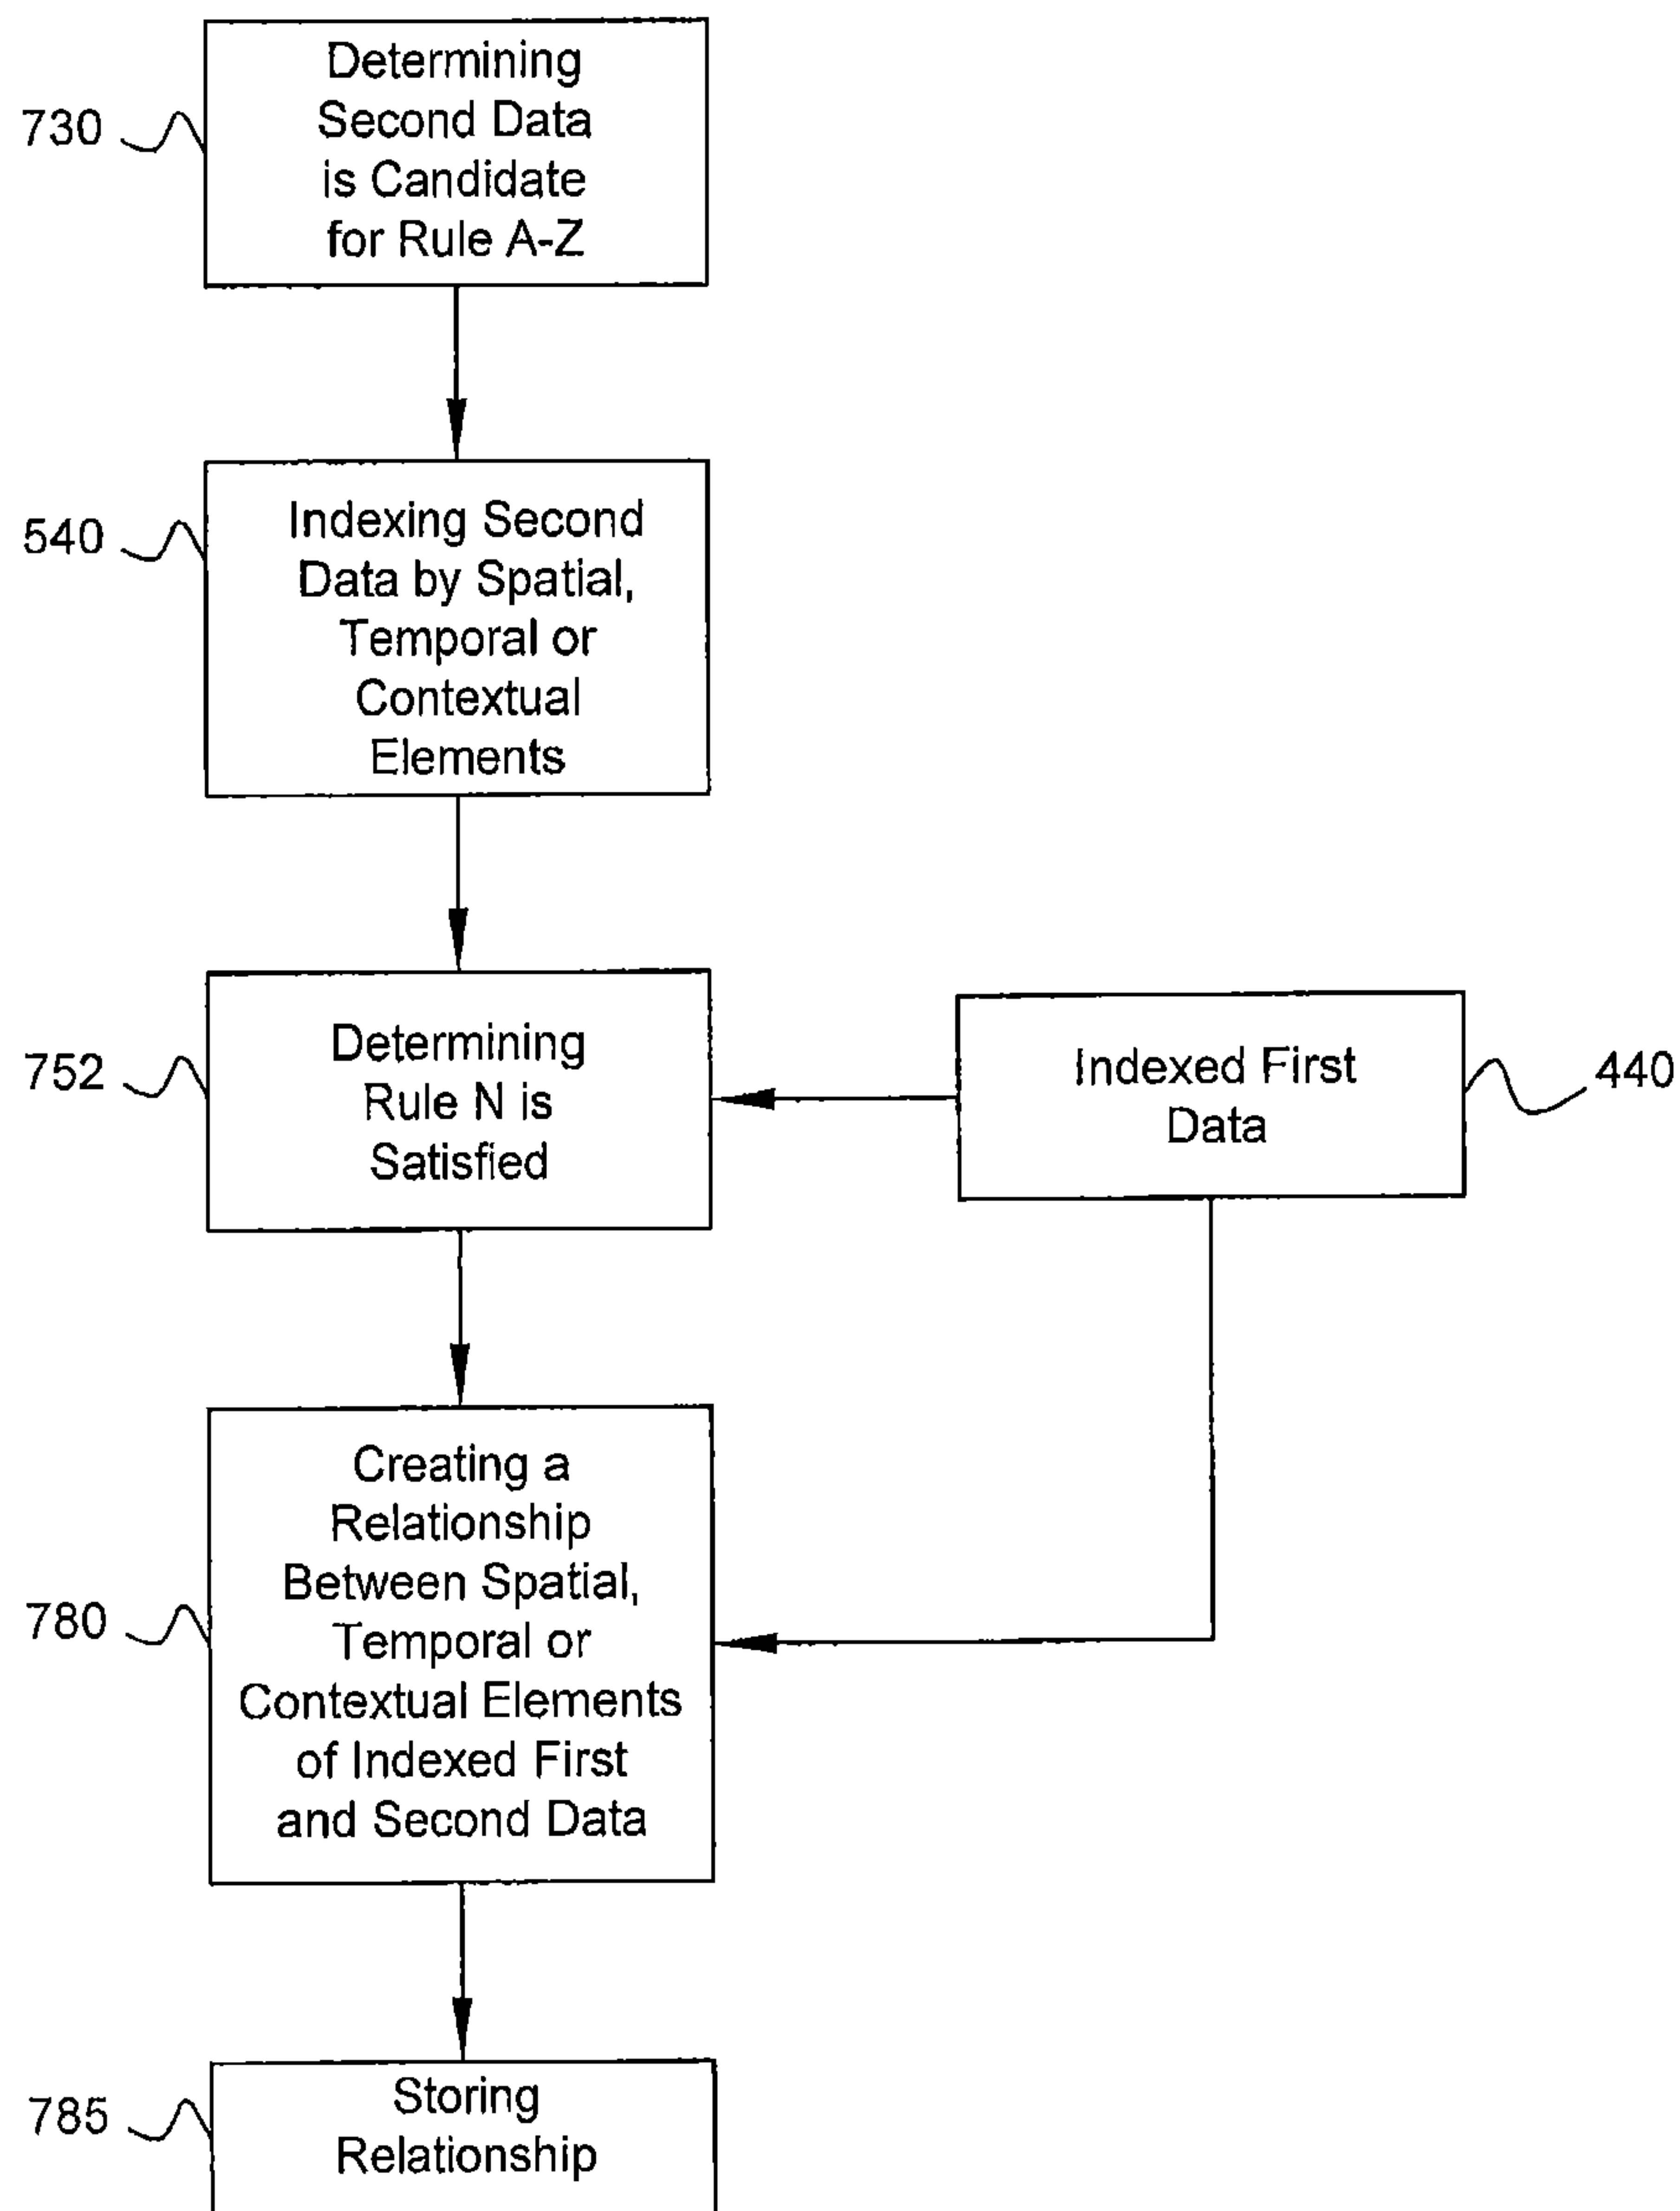 730
Determining
Second Data
is Candidate
for Rule A-Z
540
Indexing Second
Data by Spatial,
Temporal or
Contextual
Elements
752
Determining
Rule N is
Satisfied
Indexed First
Data
440
780
Creating a
Relationship
Between Spatial,
Temporal or
Contextual Elements
of Indexed First
and Second Data
785
Storing
Relationship